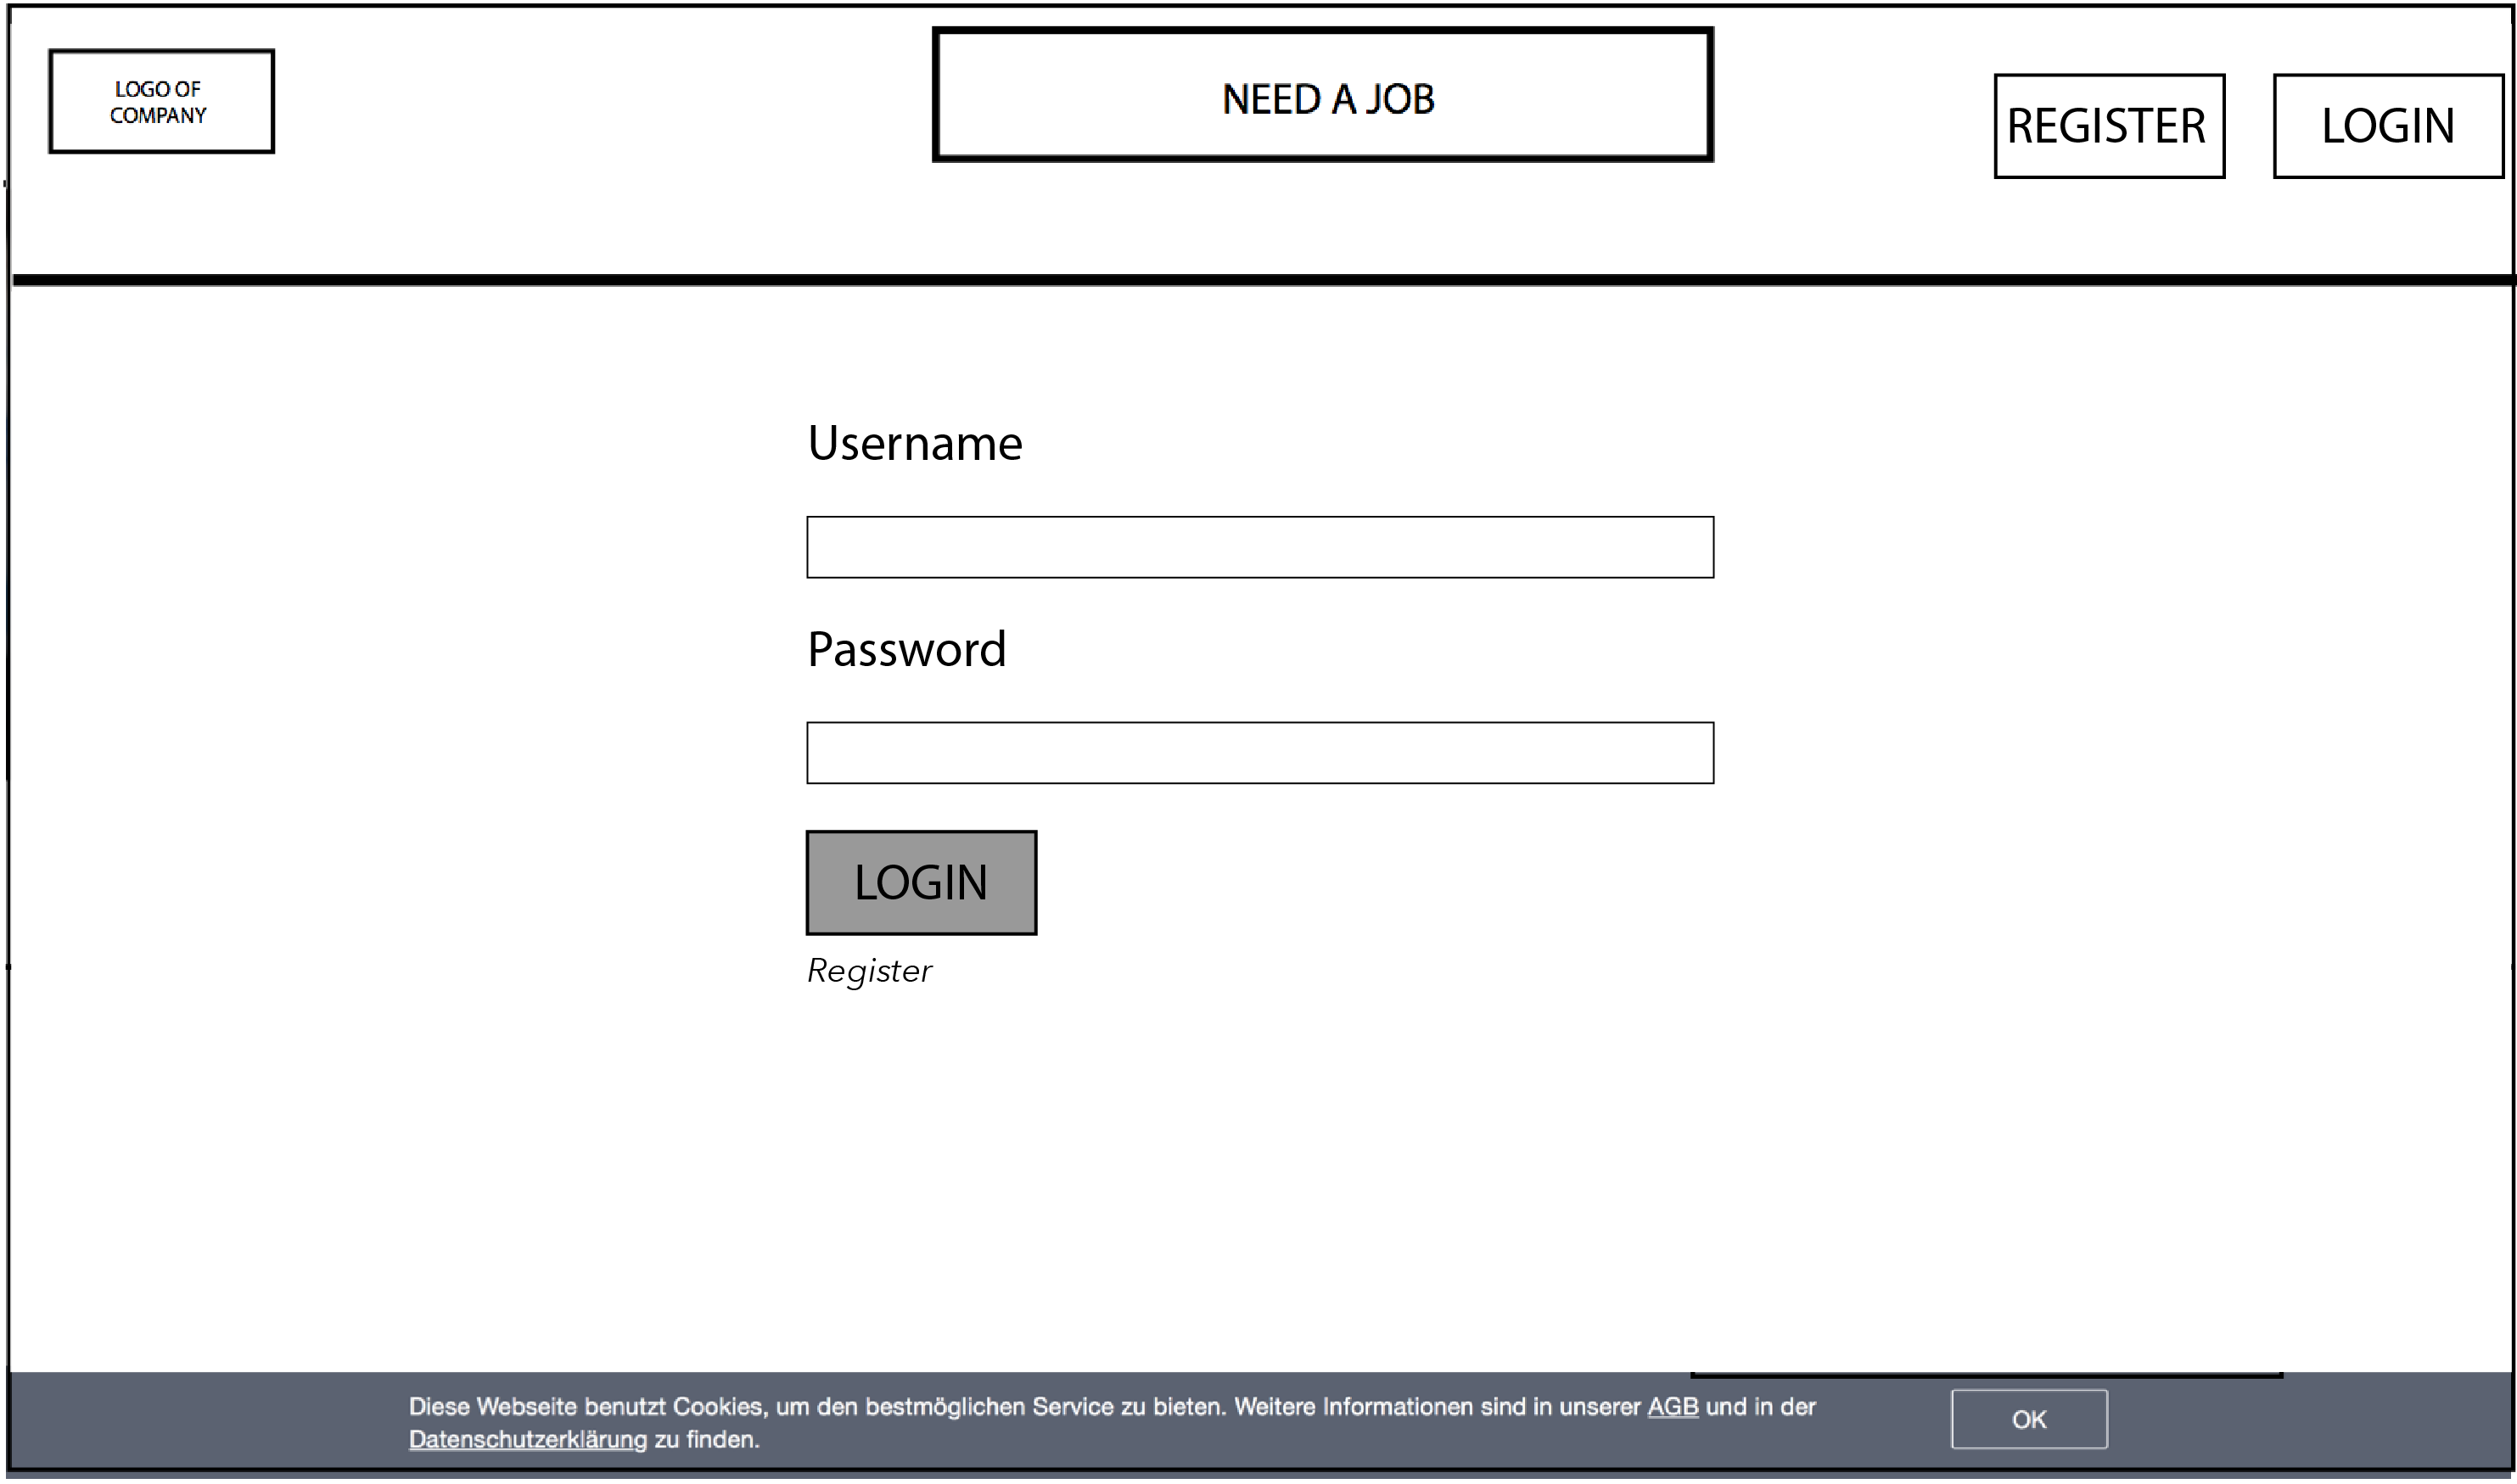 LOGO OF
COMPANY
NEED A JOB
REGISTER
LOGIN
Username
Password
LOGIN
Register
Diese Webseite benutzt Cookies, um den bestmöglichen Service zu bieten. Weitere Informationen sind in unserer AGB und in der
Datenschutzerklärung zu finden.
OK